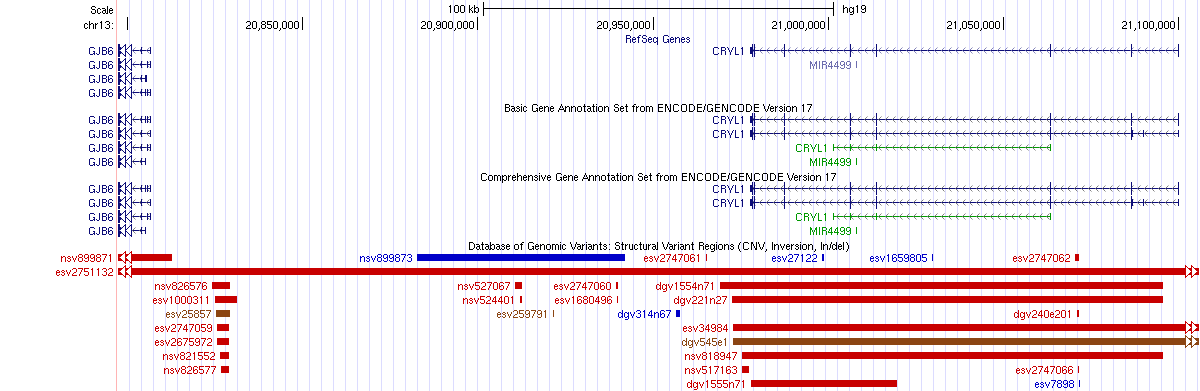 Scale 100 kb hg19
chr13: 20,850,000 20,900,000 20,950,000 21,000,000 21,050,000 21,100,000
RefSeq Genes
GJB6 CRYL1
GJB6 MIR4499
GJB6
GJB6
Basic Gene Annotation Set from ENCODE/GENCODE Version 17
GJB6 CRYL1
GJB6 CRYL1
GJB6 CRYL1
GJB6 MIR4499
Comprehensive Gene Annotation Set from ENCODE/GENCODE Version 17
GJB6 CRYL1
GJB6 CRYL1
GJB6 CRYL1
GJB6 MIR4499
Database of Genomic Variants: Structural Variant Regions (CNV, Inversion, In/del)
nsv899871 nsv899873 esv2747061 esv27122 esv1659805 esv2747062
esv2751132
nsv826576 nsv527067 esv2747060 dgv1554n71
esv1000311 nsv524401 esv1680496 dgv221n27
esv25857 esv259791 dgv314n67 dgv240e201
esv2747059 esv34984
esv2675972 dgv545e1
nsv821552 nsv818947
nsv826577 nsv517163 esv2747066
dgv1555n71 esv7898